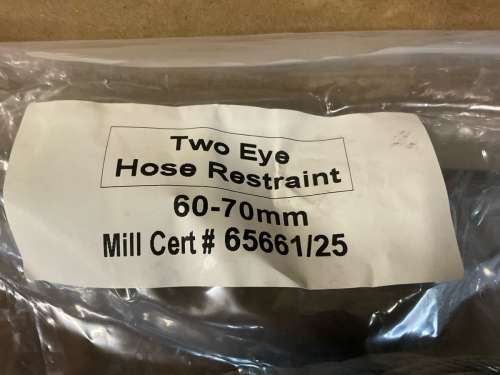 Two Eye
Hose Restraint
60-70mm
Mill Cert # 65661/25